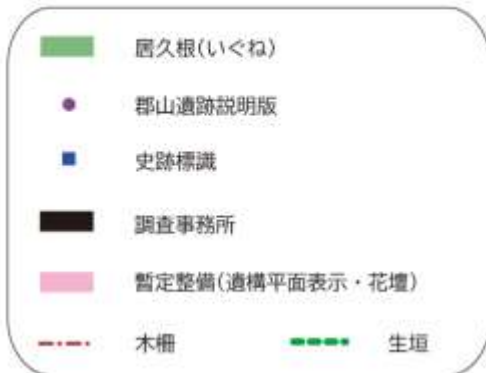 居久根(いぐね)
郡山遺跡説明版
史跡標識
調査事務所
暫定整備(遺構平面表示・花壇)
木柵 生垣